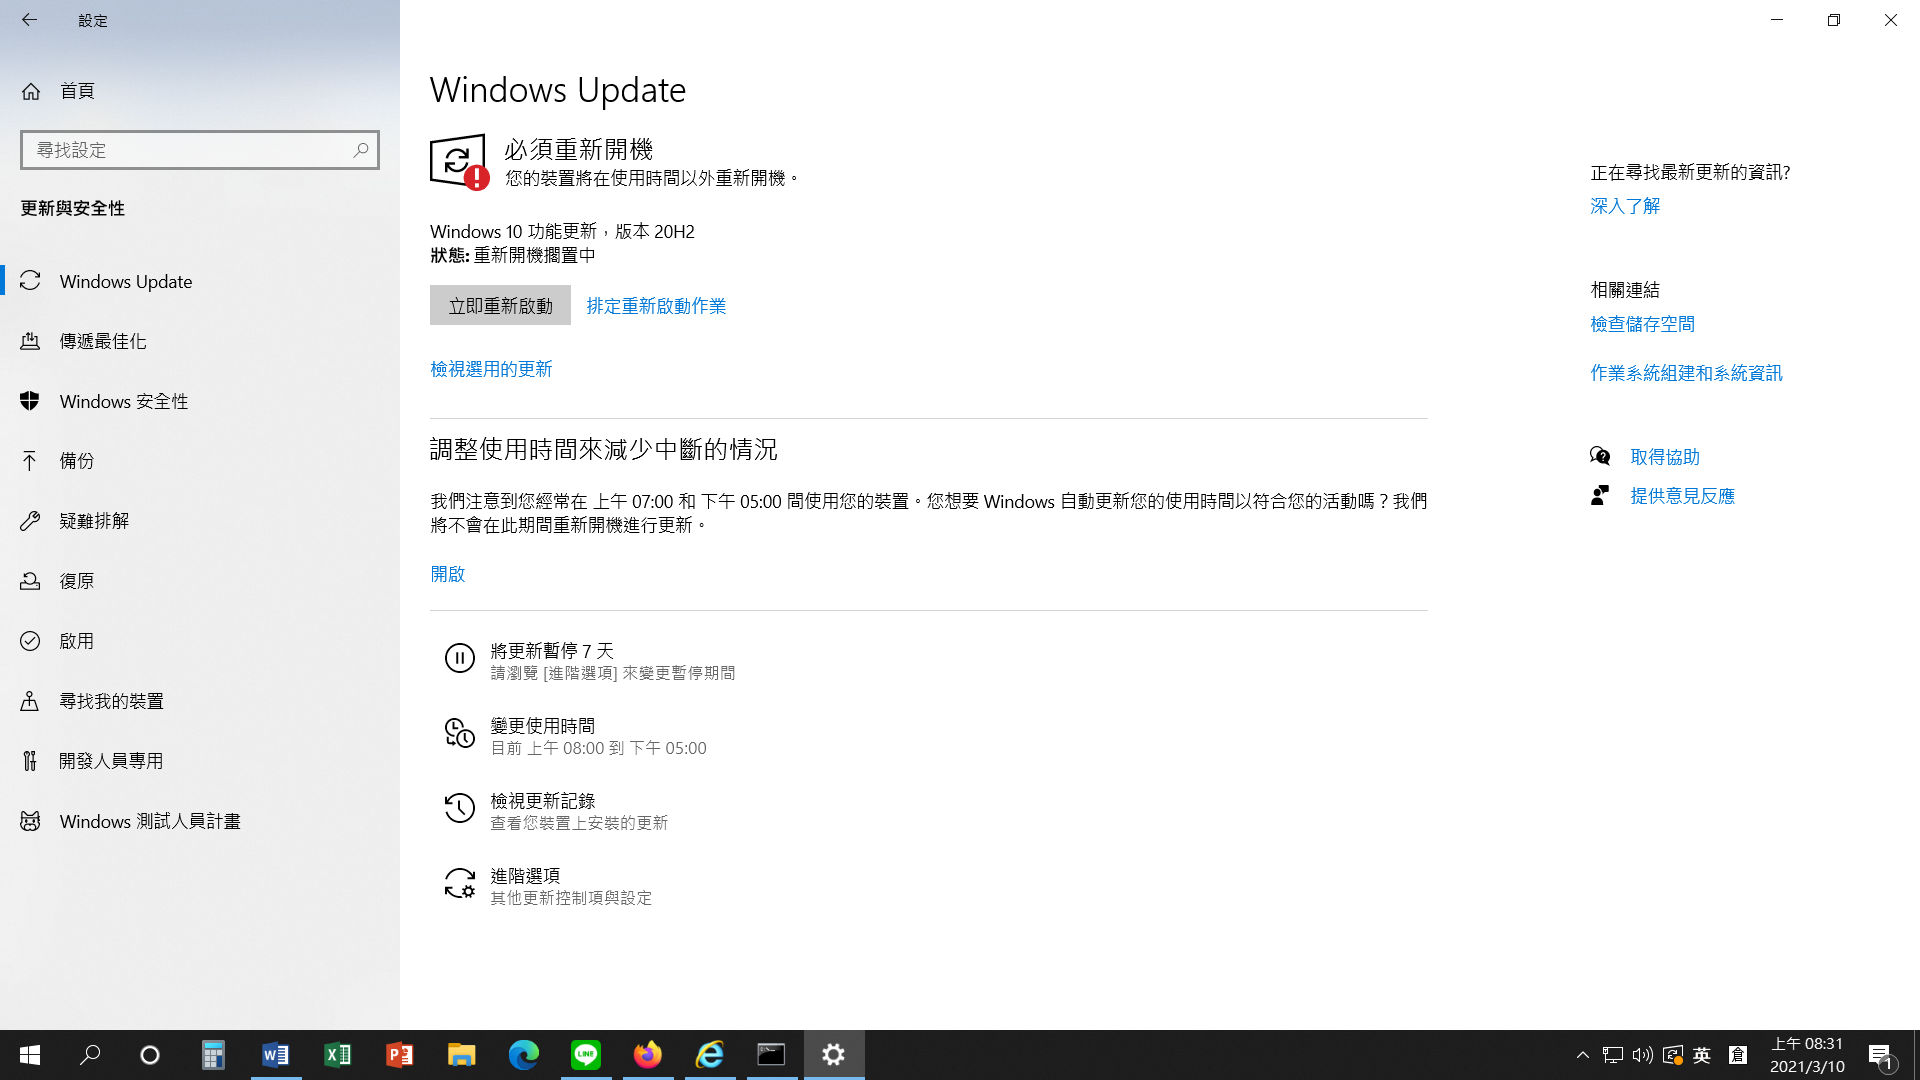 設定
首頁
尋找設定
更新與安全性
Windows Update
傳遞最佳化
Windows 安全性
備份
疑難排解
復原
啟用
尋找我的裝置
開發人員專用
Windows 測試人員計畫
Windows Update
必須重新開機
您的裝置將在使用時間以外重新開機。
Windows 10 功能更新，版本 20H2
狀態: 重新開機擱置中
立即重新啟動 排定重新啟動作業
檢視選用的更新
調整使用時間來減少中斷的情況
我們注意到您經常在 上午 07:00 和 下午 05:00 間使用您的裝置。您想要 Windows 自動更新您的使用時間以符合您的活動嗎？我們
將不會在此期間重新開機進行更新。
開啟
將更新暫停 7 天
請瀏覽 [進階選項] 來變更暫停期間
變更使用時間
目前 上午 08:00 到 下午 05:00
檢視更新記錄
查看您裝置上安裝的更新
進階選項
其他更新控制項與設定
正在尋找最新更新的資訊?
深入了解
相關連結
檢查儲存空間
作業系統組建和系統資訊
取得協助
提供意見反應
LINE
英 倉
上午 08:31
2021/3/10
1